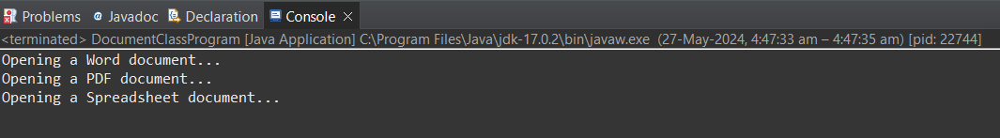 Problems @ Javadoc Declaration Console
<terminated> DocumentClassProgram [Java Application] C:\Program Files\Java\jdk-17.0.2\bin\javaw.exe (27-May-2024, 4:47:33 am – 4:47:35 am) [pid: 22744]
Opening a Word document...
Opening a PDF document...
Opening a Spreadsheet document...